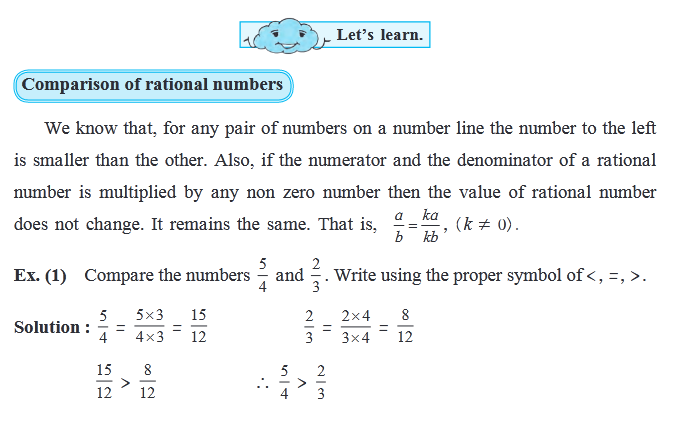 Let's learn.
Comparison of rational numbers
We know that, for any pair of numbers on a number line the number to the left
is smaller than the other. Also, if the numerator and the denominator of a rational
number is multiplied by any non zero number then the value of rational number
does not change. It remains the same. That is, a/b = ka/kb, (k ≠ 0).
Ex. (1) Compare the numbers 5/4 and 2/3. Write using the proper symbol of <, =, >.
Solution : 5/4 = 5×3/4×3 = 15/12 2/3 = 2×4/3×4 = 8/12
15/12 > 8/12 ∴ 5/4 > 2/3